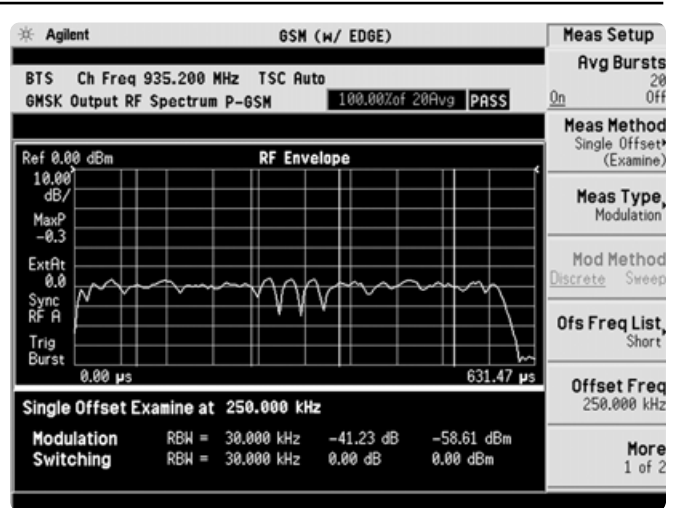 Agilent GSM (w/ EDGE) Meas Setup
BTS Ch Freq 935.200 MHz TSC Auto
GMSK Output RF Spectrum P-GSM 100.00%of 20Avg PASS
Ref 0.00 dBm RF Envelope
10.00
dB/
MaxP
-0.3
ExtAt
0.0
Sync
RF A
Trig
Burst
0.00 µs 631.47 µs
Single Offset Examine at 250.000 kHz
Modulation RBW = 30.000 kHz -41.23 dB -58.61 dBm
Switching RBW = 30.000 kHz 0.00 dB 0.00 dBm
Avg Bursts
20
On Off
Meas Method
Single Offset
(Examine)
Meas Type
Modulation
Mod Method
Discrete Sweep
Ofs Freq List
Short
Offset Freq
250.000 kHz
More
1 of 2